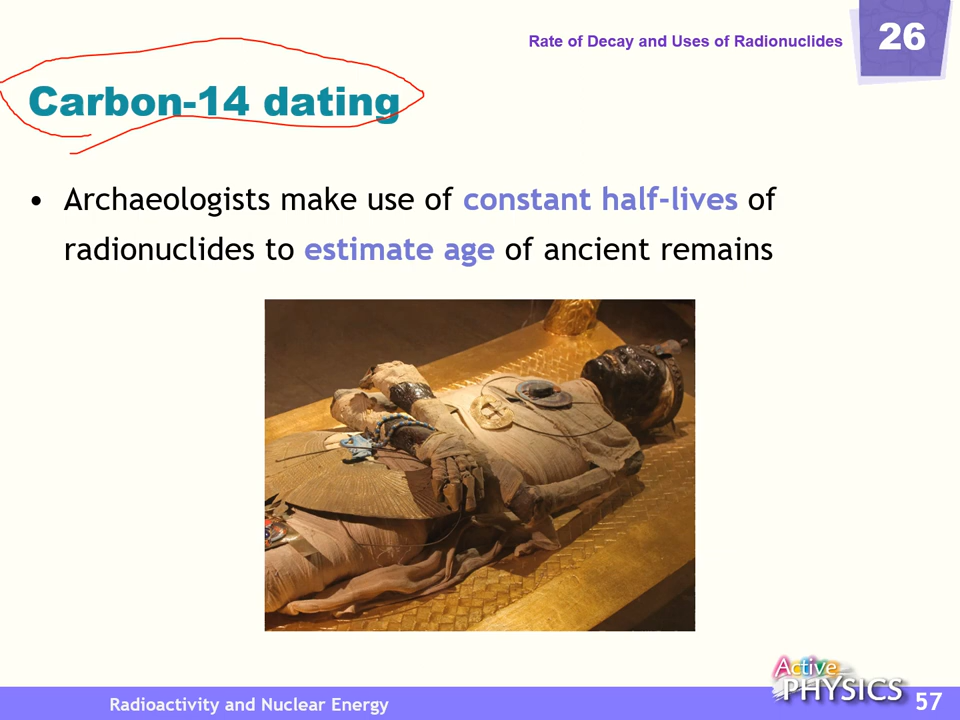 Rate of Decay and Uses of Radionuclides
26
Carbon-14 dating
• Archaeologists make use of constant half-lives of
radionuclides to estimate age of ancient remains
Radioactivity and Nuclear Energy
Active
PHYSICS
57